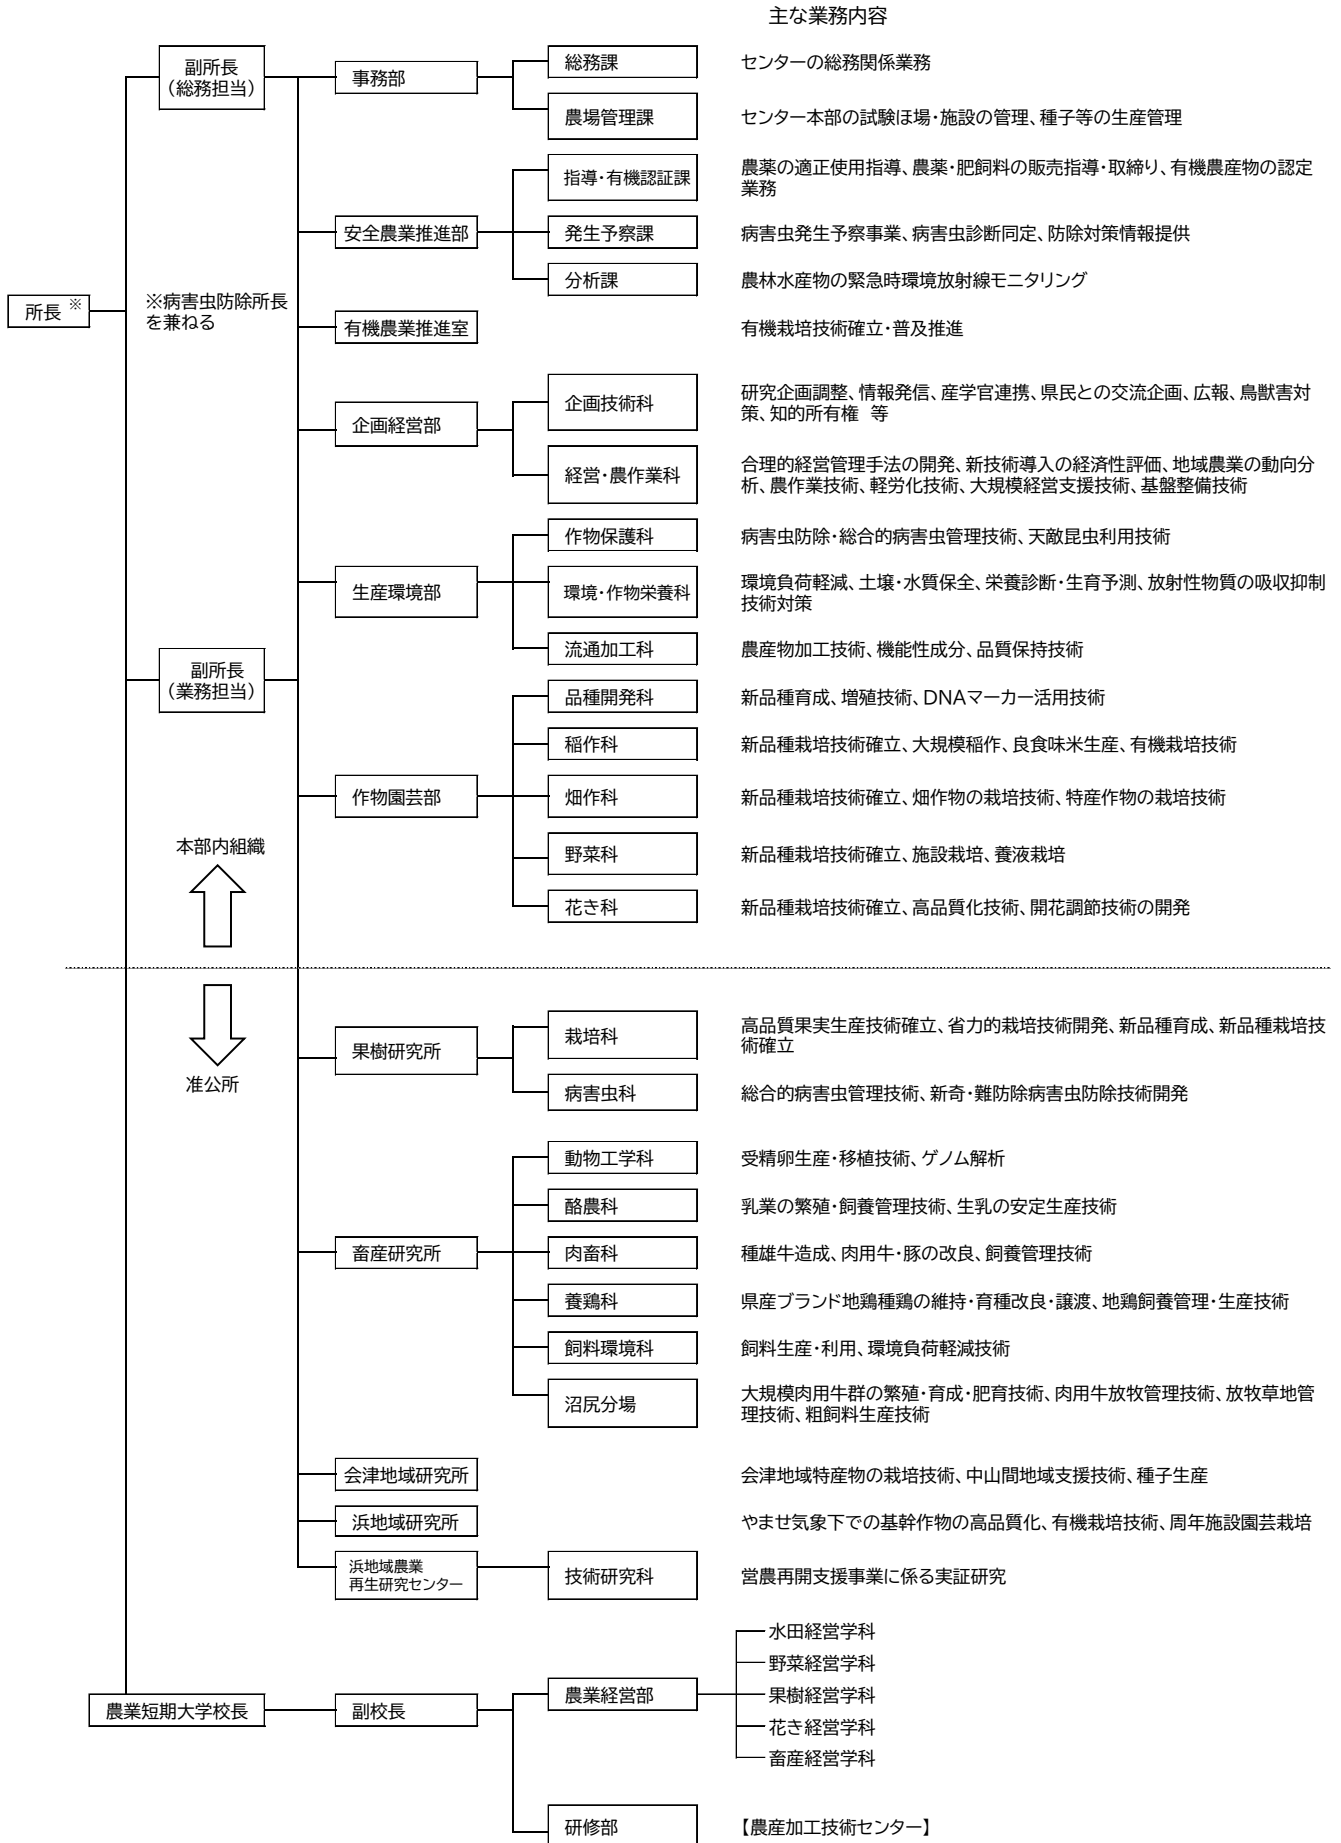 主な業務内容
副所長
（総務担当）
事務部
総務課
センターの総務関係業務
農場管理課
センター本部の試験ほ場・施設の管理、種子等の生産管理
指導・有機認証課
農薬の適正使用指導、農薬・肥飼料の販売指導・取締り、有機農産物の認定
業務
安全農業推進部
発生予察課
病害虫発生予察事業、病害虫診断同定、防除対策情報提供
分析課
農林水産物の緊急時環境放射線モニタリング
所長 ※
※病害虫防除所長
を兼ねる
有機農業推進室
有機栽培技術確立・普及推進
企画経営部
企画技術科
研究企画調整、情報発信、産学官連携、県民との交流企画、広報、鳥獣害対
策、知的所有権 等
経営・農作業科
合理的経営管理手法の開発、新技術導入の経済性評価、地域農業の動向分
析、農作業技術、軽労化技術、大規模経営支援技術、基盤整備技術
作物保護科
病害虫防除・総合的病害虫管理技術、天敵昆虫利用技術
生産環境部
環境・作物栄養科
環境負荷軽減、土壌・水質保全、栄養診断・生育予測、放射性物質の吸収抑制
技術対策
流通加工科
農産物加工技術、機能性成分、品質保持技術
副所長
（業務担当）
品種開発科
新品種育成、増殖技術、DNAマーカー活用技術
稲作科
新品種栽培技術確立、大規模稲作、良食味米生産、有機栽培技術
作物園芸部
畑作科
新品種栽培技術確立、畑作物の栽培技術、特産作物の栽培技術
本部内組織
野菜科
新品種栽培技術確立、施設栽培、養液栽培
花き科
新品種栽培技術確立、高品質化技術、開花調節技術の開発
准公所
果樹研究所
栽培科
高品質果実生産技術確立、省力的栽培技術開発、新品種育成、新品種栽培技
術確立
病害虫科
総合的病害虫管理技術、新奇・難防除病害虫防除技術開発
動物工学科
受精卵生産・移植技術、ゲノム解析
酪農科
乳業の繁殖・飼養管理技術、生乳の安定生産技術
畜産研究所
肉畜科
種雄牛造成、肉用牛・豚の改良、飼養管理技術
養鶏科
県産ブランド地鶏種鶏の維持・育種改良・譲渡、地鶏飼養管理・生産技術
飼料環境科
飼料生産・利用、環境負荷軽減技術
沼尻分場
大規模肉用牛群の繁殖・育成・肥育技術、肉用牛放牧管理技術、放牧草地管
理技術、粗飼料生産技術
会津地域研究所
会津地域特産物の栽培技術、中山間地域支援技術、種子生産
浜地域研究所
やませ気象下での基幹作物の高品質化、有機栽培技術、周年施設園芸栽培
浜地域農業
再生研究センター
技術研究科
営農再開支援事業に係る実証研究
農業短期大学校長
副校長
農業経営部
水田経営学科
野菜経営学科
果樹経営学科
花き経営学科
畜産経営学科
研修部
【農産加工技術センター】